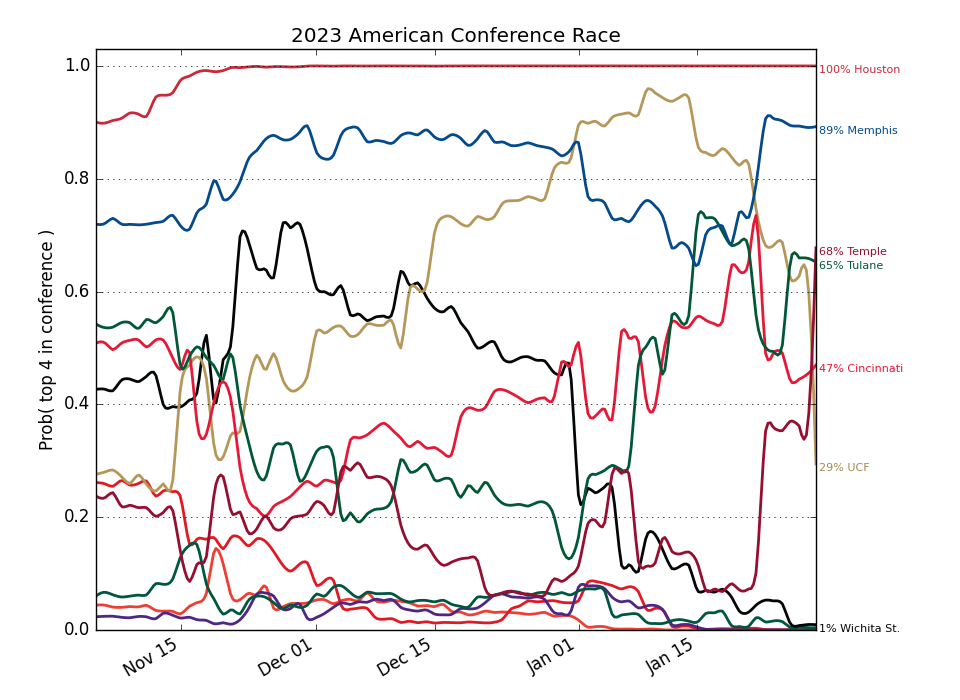 2023 American Conference Race
Prob( top 4 in conference )
1.0
0.8
0.6
0.4
0.2
0.0
Nov 15
Dec 01
Dec 15
Jan 01
Jan 15
100% Houston
89% Memphis
68% Temple
65% Tulane
47% Cincinnati
29% UCF
1% Wichita St.